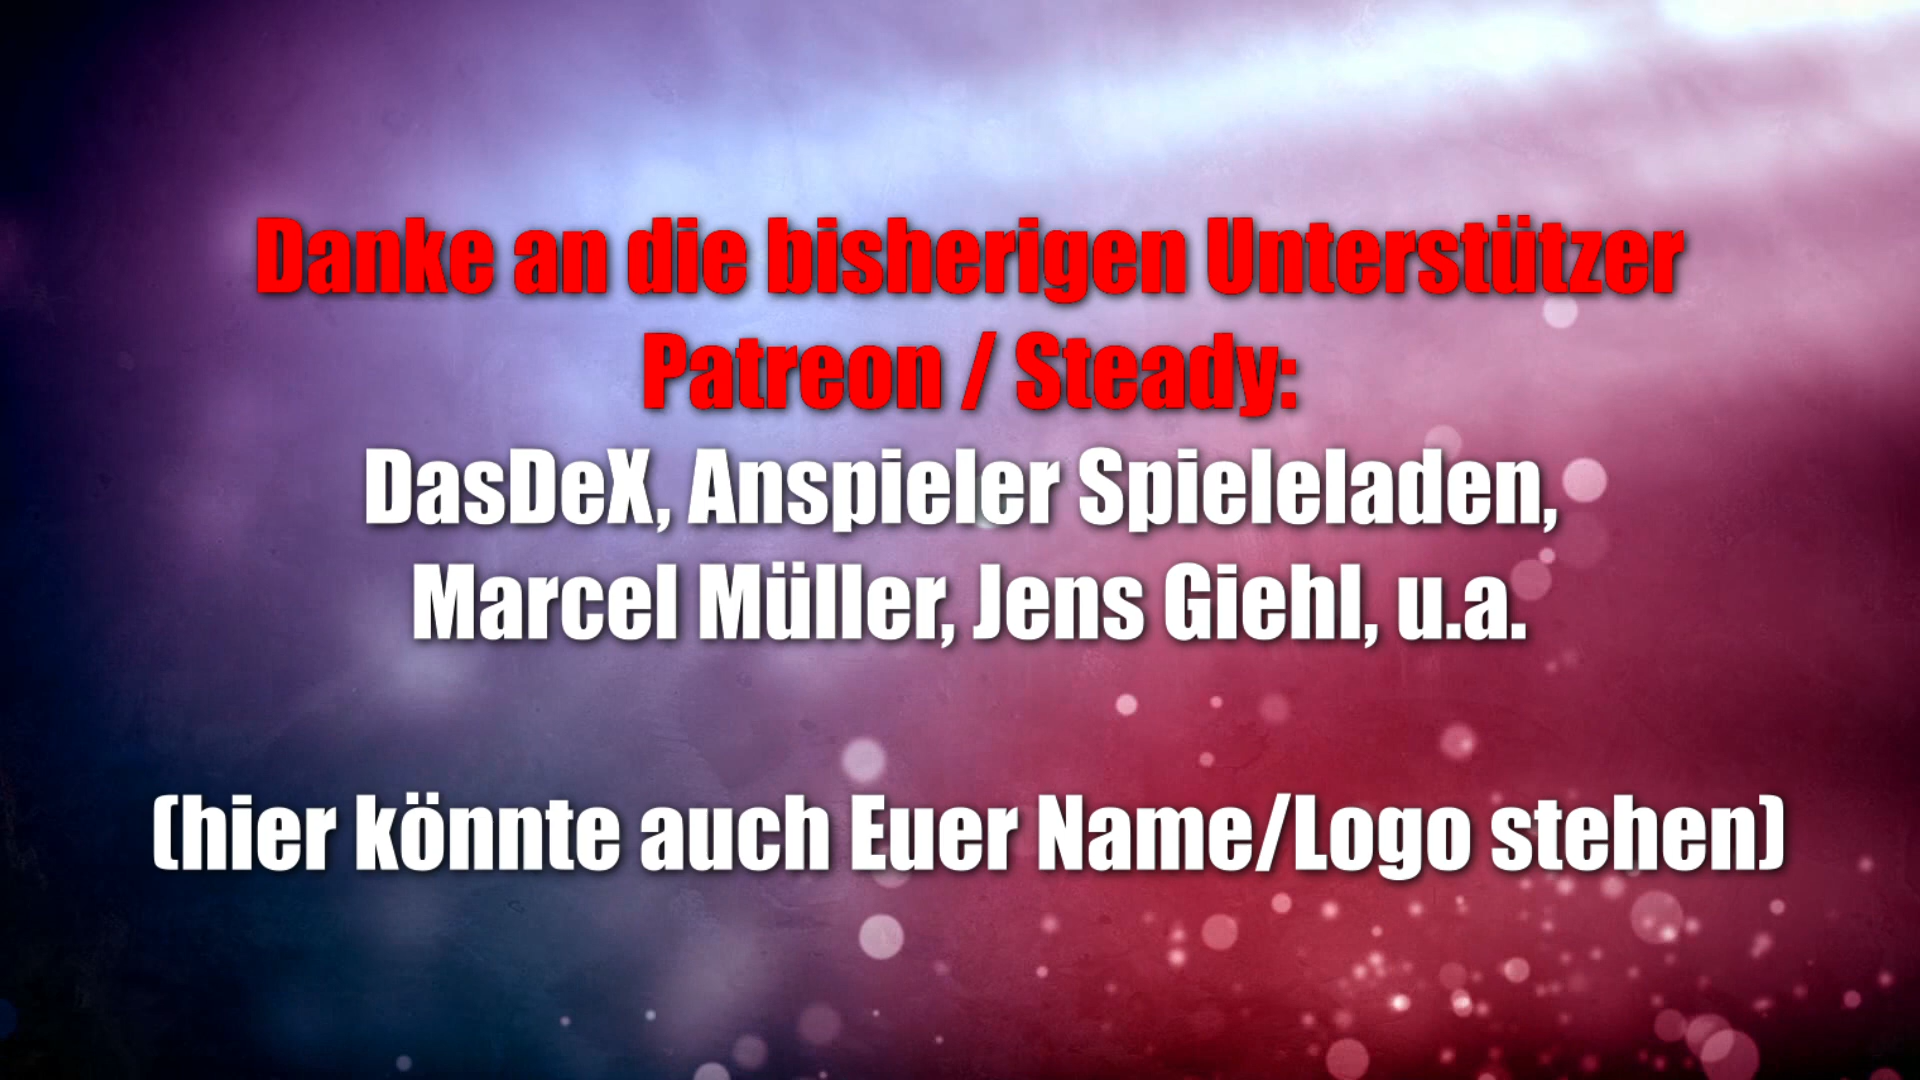 Danke an die bisherigen Unterstützer
Patreon / Steady:
DasDeX, Anspieler Spieleladen,
Marcel Müller, Jens Giehl, u.a.
(hier könnte auch Euer Name/Logo stehen)